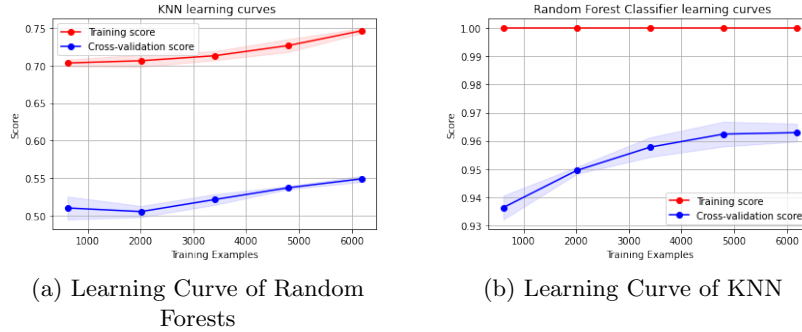 KNN learning curves
0.75
0.70
0.65
0.60
0.55
0.50
Score
Training score
Cross-validation score
1000 2000 3000 4000 5000 6000
Training Examples
(a) Learning Curve of Random
Forests
Random Forest Classifier learning curves
1.00
0.99
0.98
0.97
0.96
0.95
0.94
0.93
Score
Training score
Cross-validation score
1000 2000 3000 4000 5000 6000
Training Examples
(b) Learning Curve of KNN